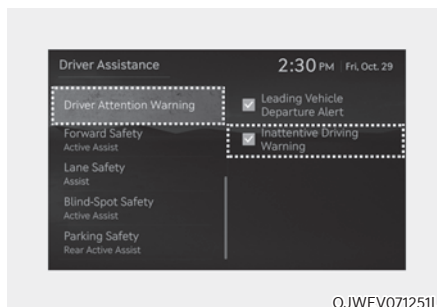 Driver Assistance
2:30 PM Fri, Oct. 29
Driver Attention Warning
Leading Vehicle
Departure Alert
Forward Safety
Active Assist
Inattentive Driving
Warning
Lane Safety
Assist
Blind-Spot Safety
Active Assist
Parking Safety
Rear Active Assist
OJWEV071251L